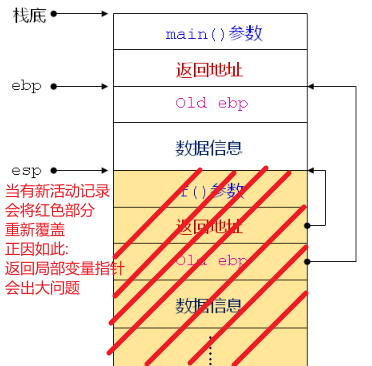 栈底
main()参数
返回地址
ebp
Old ebp
数据信息
esp
当有新活动记录
会将红色部分
重新覆盖
正因如此:
返回局部变量指针
会出大问题
f()参数
返回地址
Old ebp
数据信息